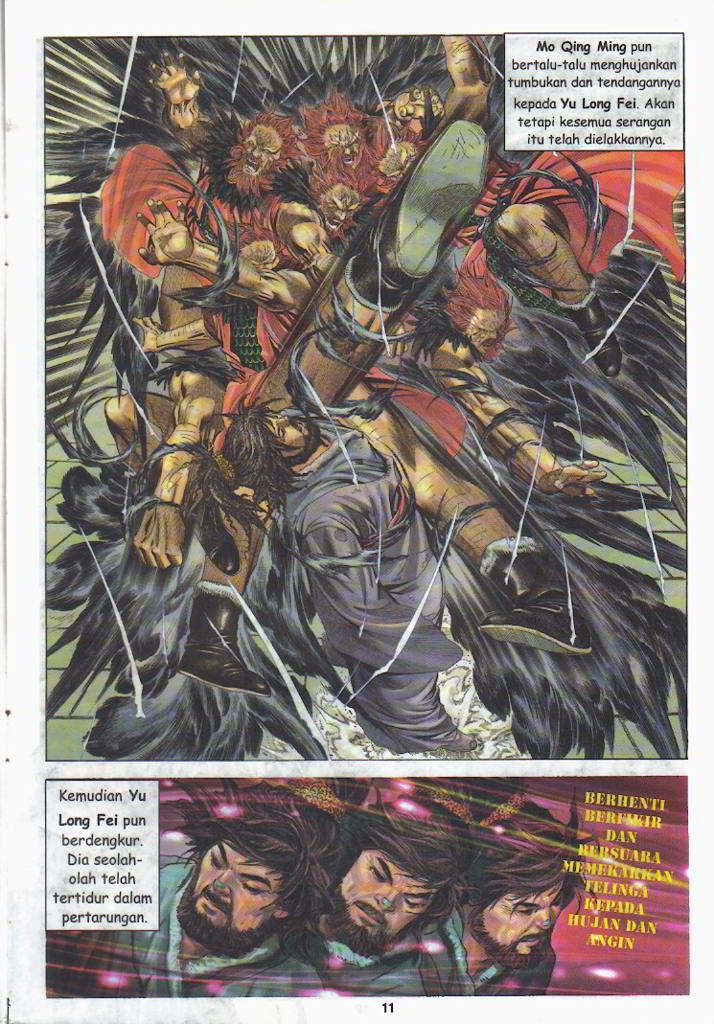 Mo Qing Ming pun
bertalu-talu menghujankan
tumbukan dan tendangannya
kepada Yu Long Fei. Akan
tetapi kesemua serangan
itu telah dielakkannya.
Kemudian Yu
Long Fei pun
berdengkur.
Dia seolah-
olah telah
tertidur dalam
pertarungan.
BERHENTI
BERFIKIR
DAN
BERSUARA
MEMEKARKAN
TELINGA
KEPADA
HUJAN DAN
ANGIN
11